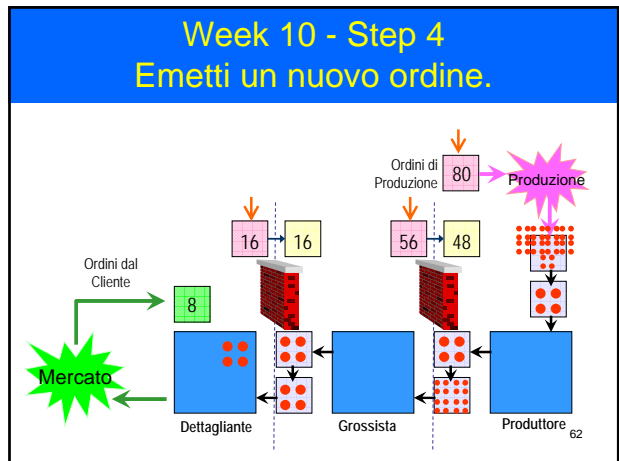 Week 10 - Step 4
Emetti un nuovo ordine.
Ordini di
Produzione
80
Produzione
16
16
56
48
Ordini dal
Cliente
8
Mercato
Dettagliante
Grossista
Produttore
62